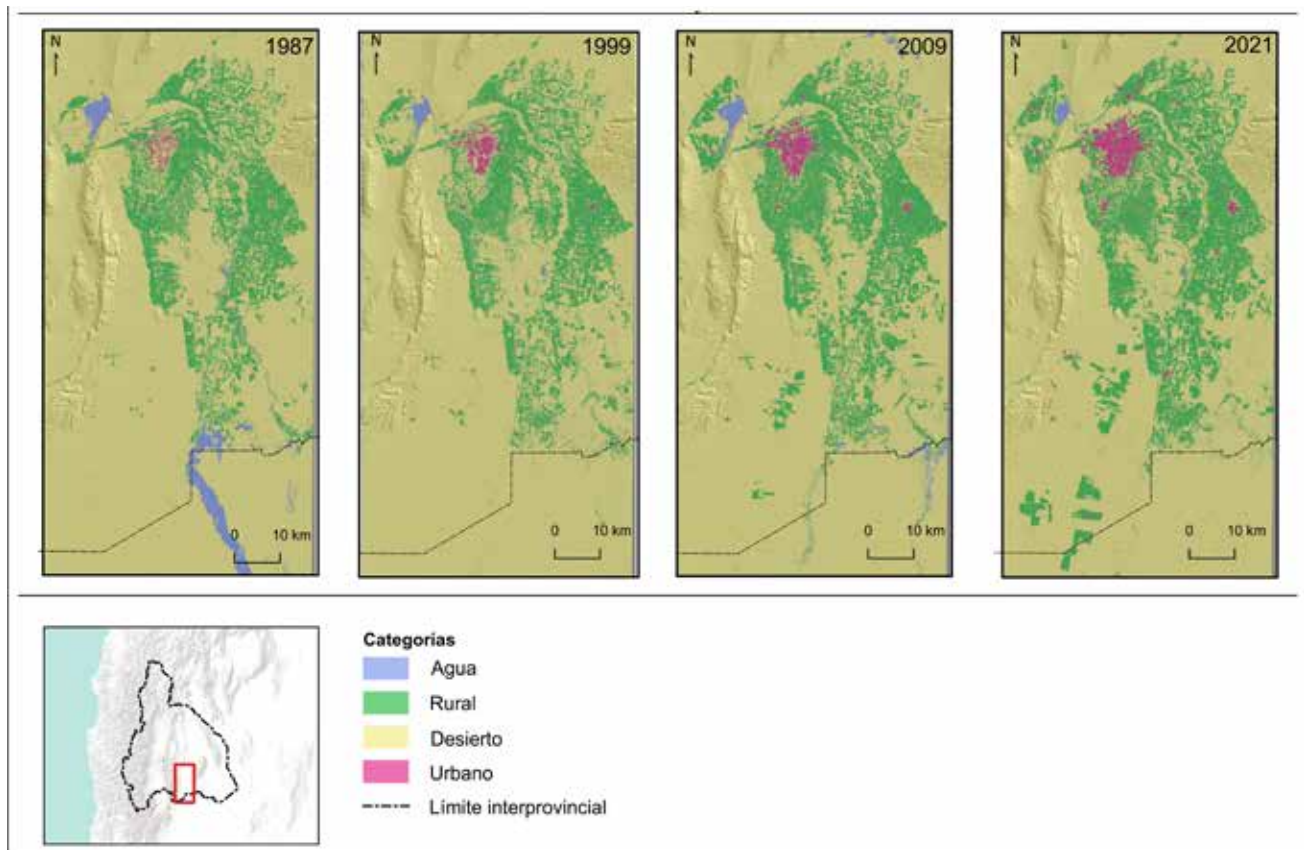 N
1987
0 10 km
N
1999
0 10 km
N
2009
0 10 km
N
2021
0 10 km
Categorías
Agua
Rural
Desierto
Urbano
Límite interprovincial